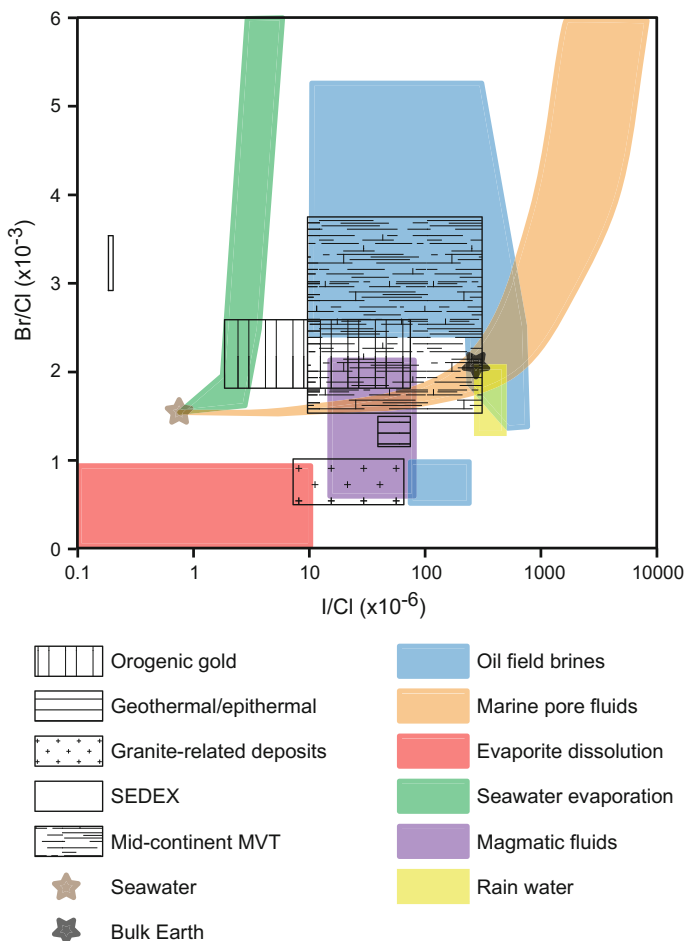 6
5
4
3
2
1
0
Br/Cl (x10⁻³)
0.1 1 10 100 1000 10000
I/Cl (x10⁻⁶)
Orogenic gold
Geothermal/epithermal
Granite-related deposits
SEDEX
Mid-continent MVT
Seawater
Bulk Earth
Oil field brines
Marine pore fluids
Evaporite dissolution
Seawater evaporation
Magmatic fluids
Rain water